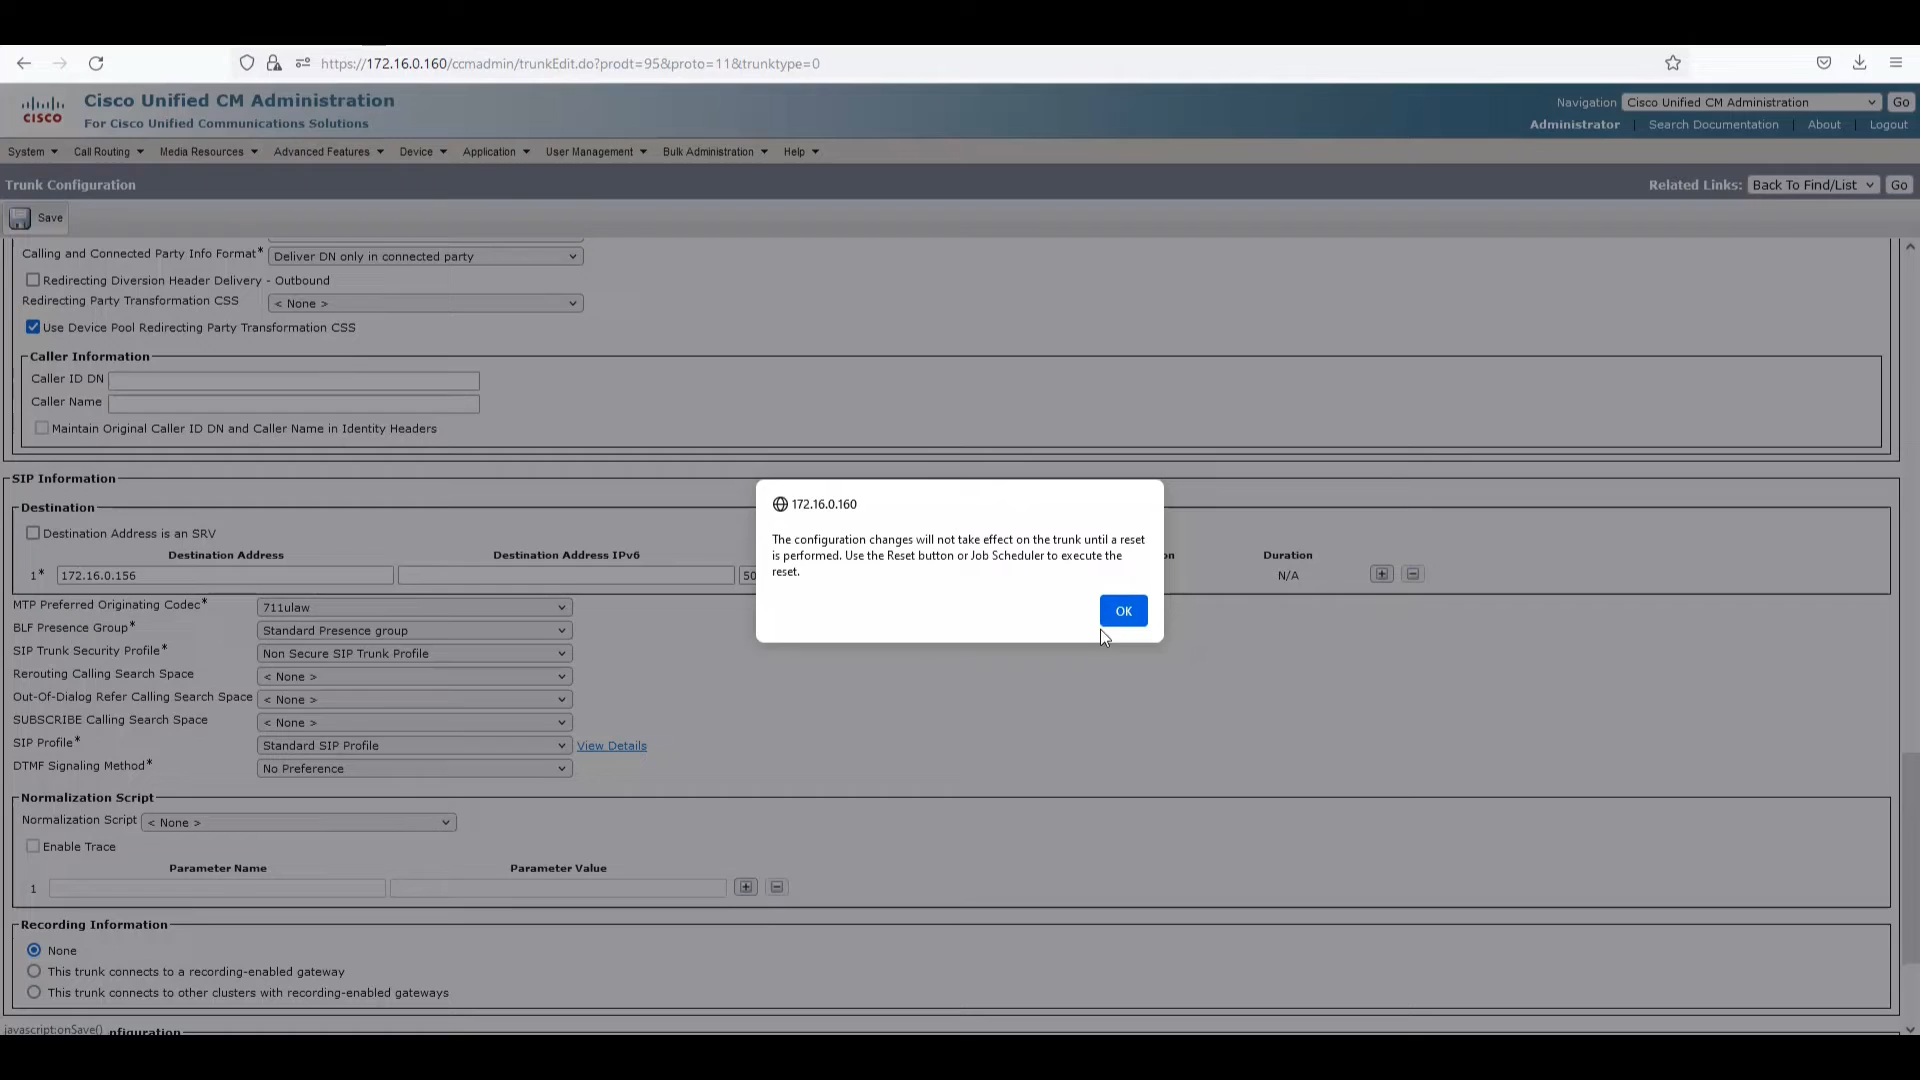 https://172.16.0.160/ccmadmin/trunkEdit.do?prodt=95&proto=11&trunktype=0
CISCO
Cisco Unified CM Administration
For Cisco Unified Communications Solutions
Navigation Cisco Unified CM Administration Go
Administrator | Search Documentation | About | Logout
System Call Routing Media Resources Advanced Features Device Application User Management Bulk Administration Help
Trunk Configuration
Related Links: Back To Find/List Go
Save
Calling and Connected Party Info Format* Deliver DN only in connected party
Redirecting Diversion Header Delivery - Outbound
Redirecting Party Transformation CSS < None >
Use Device Pool Redirecting Party Transformation CSS
Caller Information
Caller ID DN
Caller Name
Maintain Original Caller ID DN and Caller Name in Identity Headers
SIP Information
Destination
Destination Address is an SRV
Destination Address Destination Address IPv6 Duration
1* 172.16.0.156 50 N/A
MTP Preferred Originating Codec* 711ulaw
BLF Presence Group* Standard Presence group
SIP Trunk Security Profile* Non Secure SIP Trunk Profile
Rerouting Calling Search Space < None >
Out-Of-Dialog Refer Calling Search Space < None >
SUBSCRIBE Calling Search Space < None >
SIP Profile* Standard SIP Profile View Details
DTMF Signaling Method* No Preference
Normalization Script
Normalization Script < None >
Enable Trace
Parameter Name Parameter Value
1
Recording Information
None
This trunk connects to a recording-enabled gateway
This trunk connects to other clusters with recording-enabled gateways
javascript:onSave() nfiguration
172.16.0.160
The configuration changes will not take effect on the trunk until a reset
is performed. Use the Reset button or Job Scheduler to execute the
reset.
OK